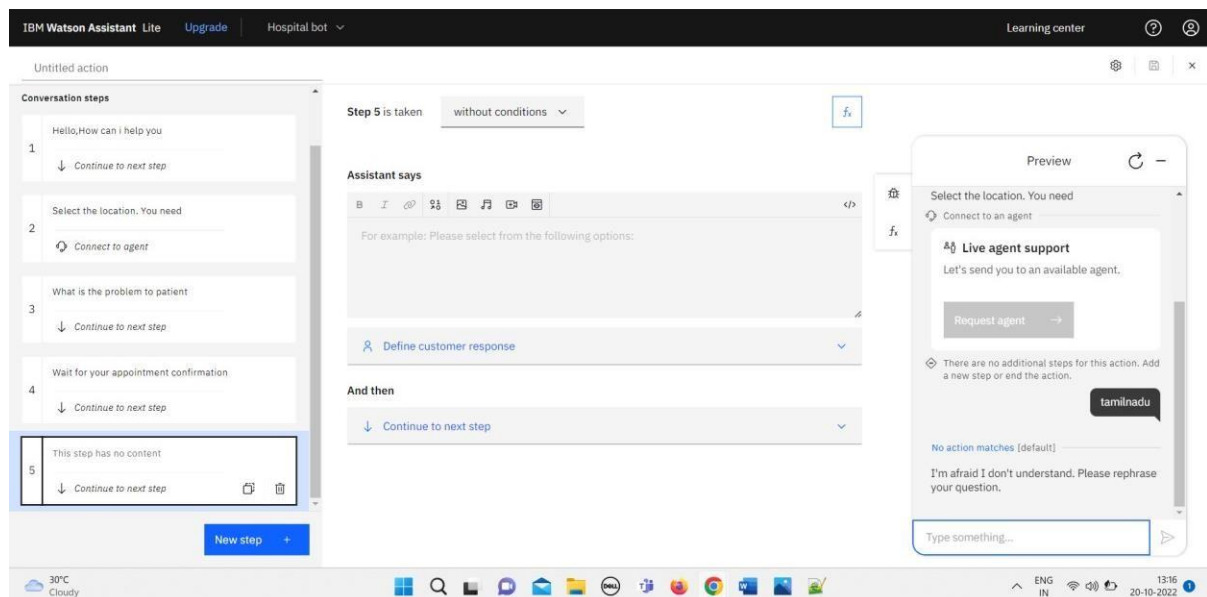 IBM Watson Assistant Lite Upgrade Hospital bot Learning center
Untitled action
Conversation steps
1
Hello,How can i help you
Continue to next step
2
Select the location. You need
Connect to agent
3
What is the problem to patient
Continue to next step
4
Wait for your appointment confirmation
Continue to next step
5
This step has no content
Continue to next step
New step +
Step 5 is taken without conditions
fx
Assistant says
B I </>
For example: Please select from the following options:
Define customer response
And then
Continue to next step
fx
Preview
Select the location. You need
Connect to an agent
Live agent support
Let's send you to an available agent.
Request agent
There are no additional steps for this action. Add
a new step or end the action.
tamilnadu
No action matches [default]
I'm afraid I don't understand. Please rephrase
your question.
Type something...
30°C
Cloudy
DELL
ENG
IN
13:16
20-10-2022
1